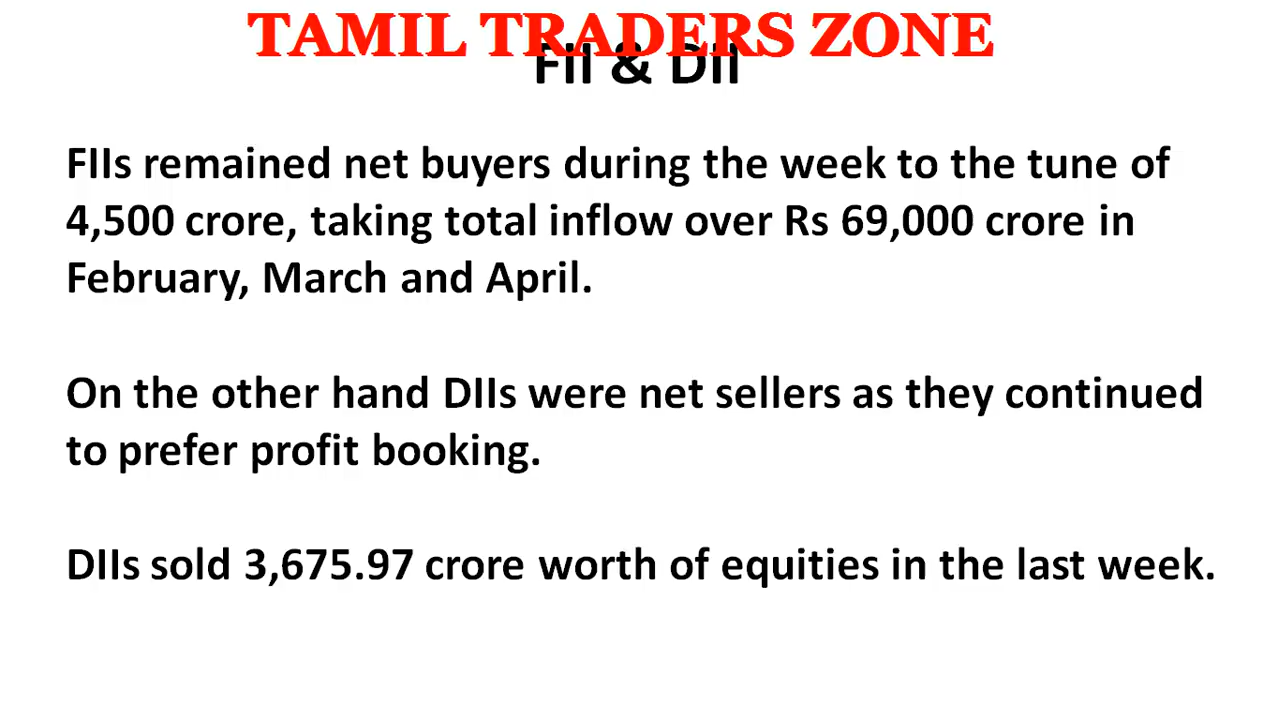 TAMIL TRADERS ZONE
FII & DII
FIIs remained net buyers during the week to the tune of
4,500 crore, taking total inflow over Rs 69,000 crore in
February, March and April.
On the other hand DIIs were net sellers as they continued
to prefer profit booking.
DIIs sold 3,675.97 crore worth of equities in the last week.